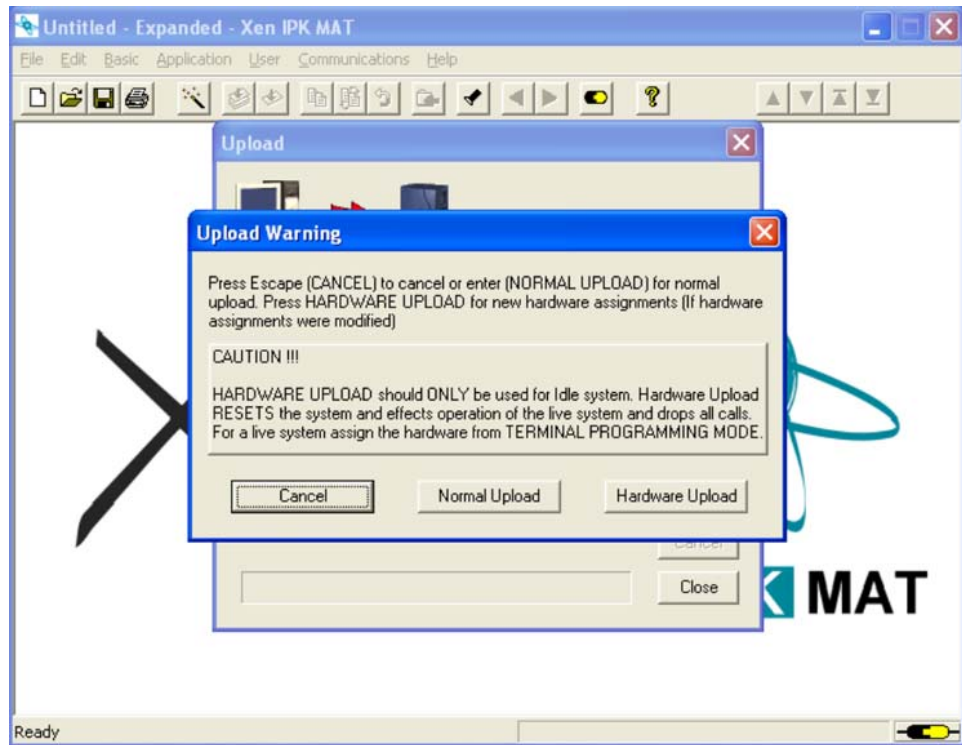 Untitled - Expanded - Xen IPK MAT
File Edit Basic Application User Communications Help
Upload
Upload Warning
Press Escape (CANCEL) to cancel or enter (NORMAL UPLOAD) for normal
upload. Press HARDWARE UPLOAD for new hardware assignments (If hardware
assignments were modified)
CAUTION !!!
HARDWARE UPLOAD should ONLY be used for Idle system. Hardware Upload
RESETS the system and effects operation of the live system and drops all calls.
For a live system assign the hardware from TERMINAL PROGRAMMING MODE.
Cancel Normal Upload Hardware Upload
Cancel
Close
K MAT
Ready